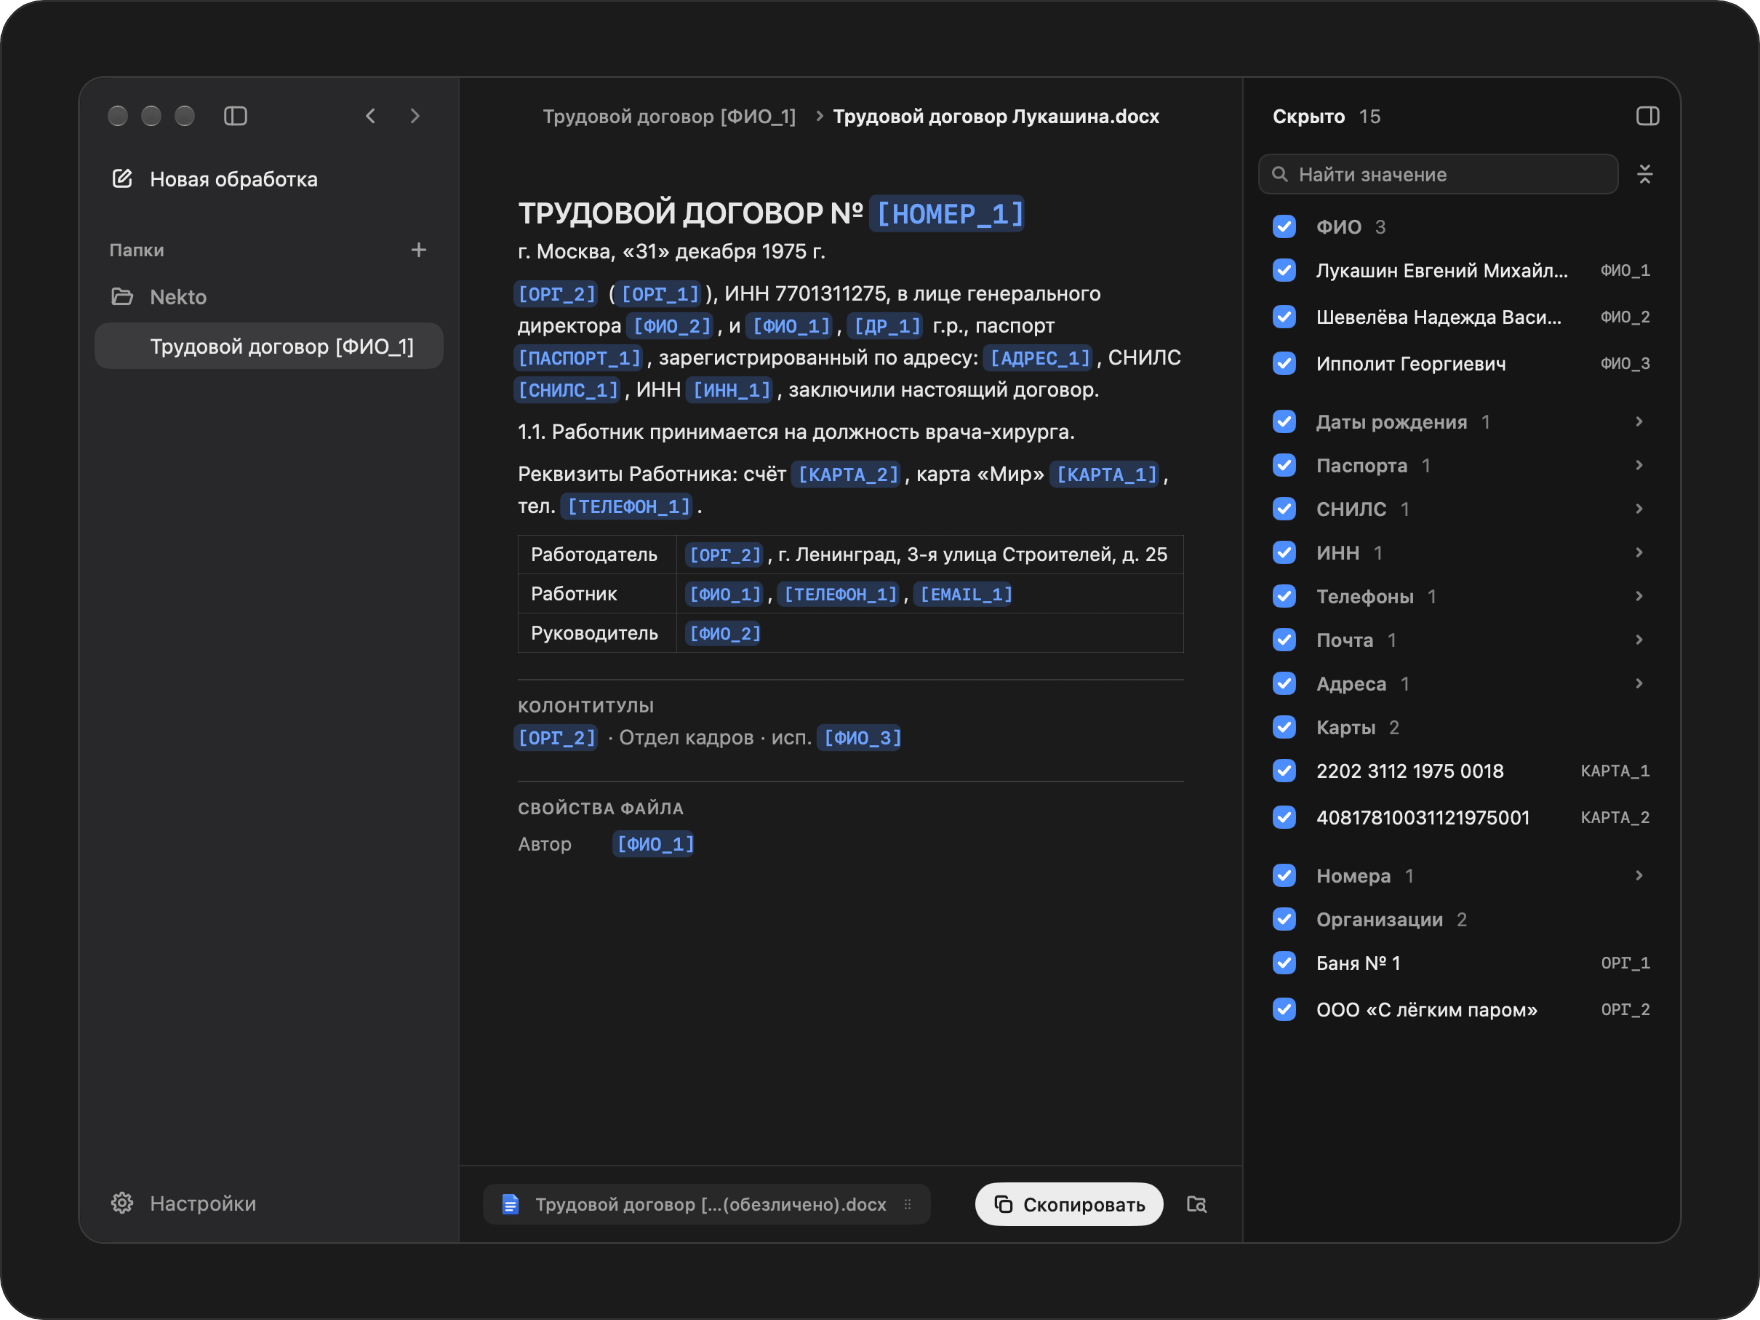 Новая обработка
Папки
Nekto
Трудовой договор [ФИО_1]
Настройки
Трудовой договор [ФИО_1] › Трудовой договор Лукашина.docx
ТРУДОВОЙ ДОГОВОР № [НОМЕР_1]
г. Москва, «31» декабря 1975 г.
[ОРГ_2] ([ОРГ_1]), ИНН 7701311275, в лице генерального
директора [ФИО_2], и [ФИО_1], [ДР_1] г.р., паспорт
[ПАСПОРТ_1], зарегистрированный по адресу: [АДРЕС_1], СНИЛС
[СНИЛС_1], ИНН [ИНН_1], заключили настоящий договор.
1.1. Работник принимается на должность врача-хирурга.
Реквизиты Работника: счёт [КАРТА_2], карта «Мир» [КАРТА_1],
тел. [ТЕЛЕФОН_1].
Работодатель [ОРГ_2], г. Ленинград, 3-я улица Строителей, д. 25
Работник [ФИО_1], [ТЕЛЕФОН_1], [EMAIL_1]
Руководитель [ФИО_2]
КОЛОНТИТУЛЫ
[ОРГ_2] · Отдел кадров · исп. [ФИО_3]
СВОЙСТВА ФАЙЛА
Автор [ФИО_1]
Трудовой договор [...(обезличено).docx
Скопировать
Скрыто 15
Найти значение
ФИО 3
Лукашин Евгений Михайл... ФИО_1
Шевелёва Надежда Васи... ФИО_2
Ипполит Георгиевич ФИО_3
Даты рождения 1
Паспорта 1
СНИЛС 1
ИНН 1
Телефоны 1
Почта 1
Адреса 1
Карты 2
2202 3112 1975 0018 КАРТА_1
40817810031121975001 КАРТА_2
Номера 1
Организации 2
Баня № 1 ОРГ_1
ООО «С лёгким паром» ОРГ_2